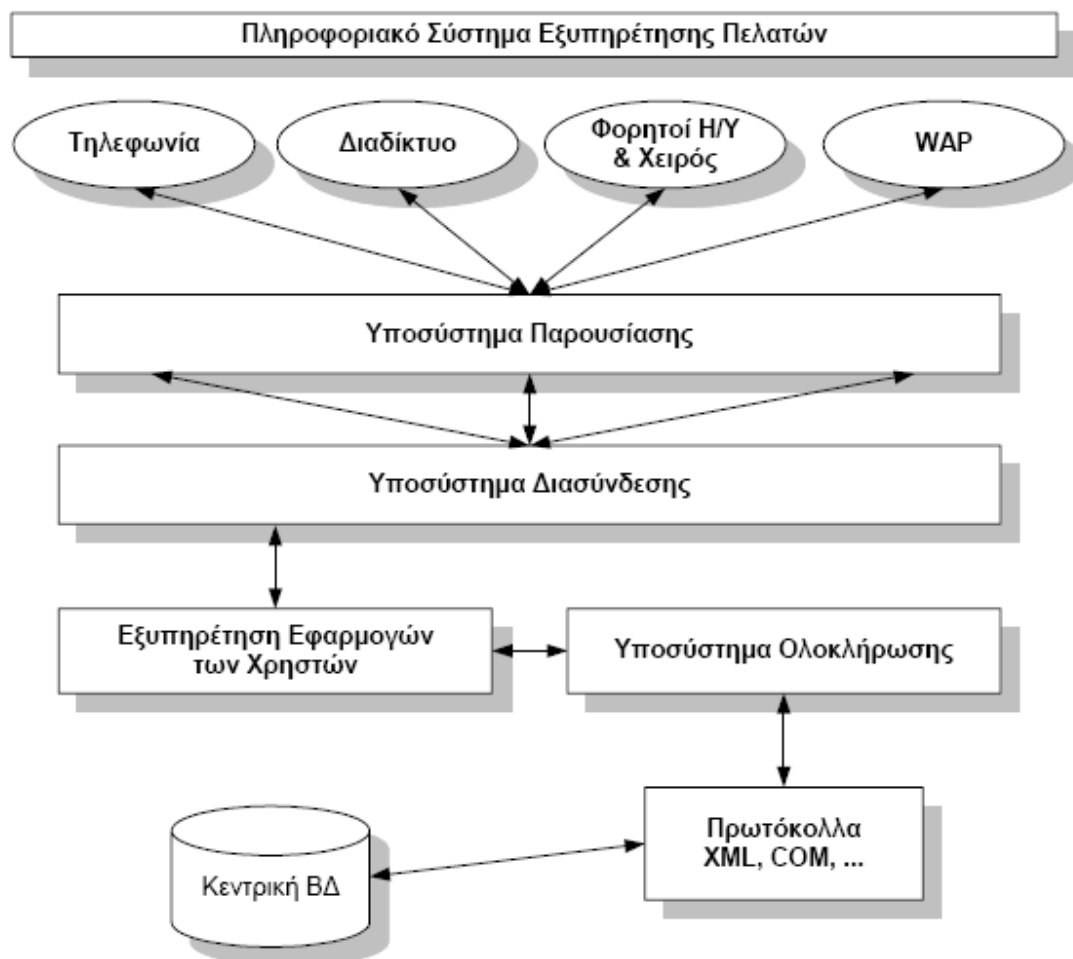 Πληροφοριακό Σύστημα Εξυπηρέτησης Πελατών
Τηλεφωνία
Διαδίκτυο
Φορητοί Η/Υ
& Χειρός
WAP
Υποσύστημα Παρουσίασης
Υποσύστημα Διασύνδεσης
Εξυπηρέτηση Εφαρμογών
των Χρηστών
Υποσύστημα Ολοκλήρωσης
Πρωτόκολλα
XML, COM, ...
Κεντρική ΒΔ